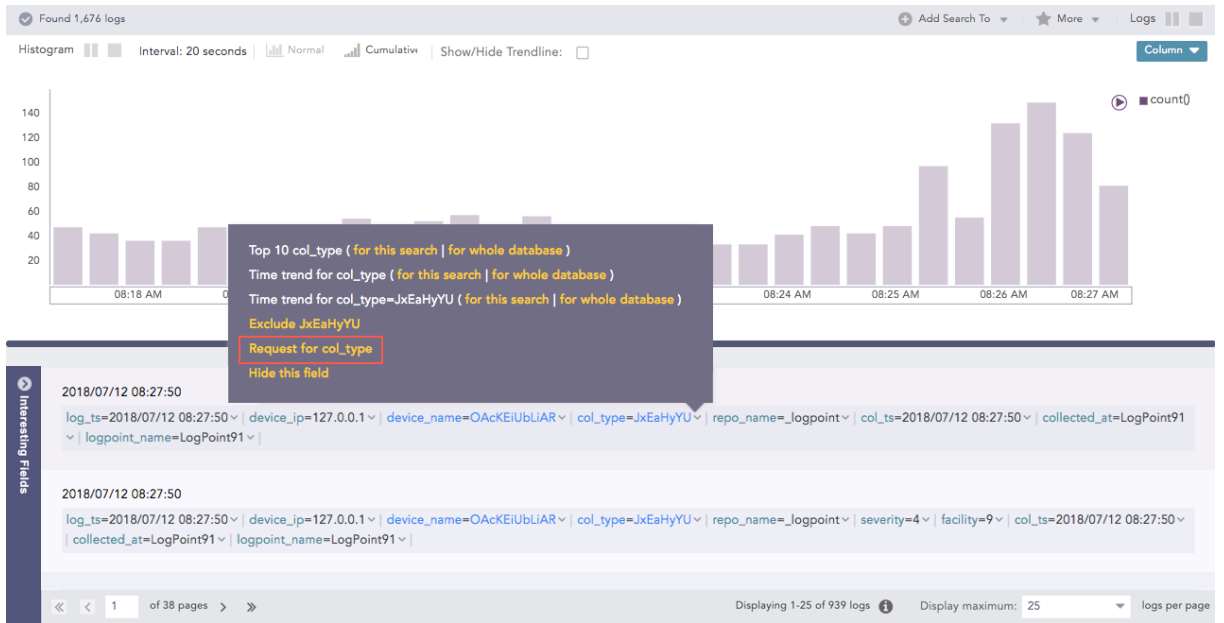 Found 1,676 logs
Add Search To
More
Logs
Histogram
Interval: 20 seconds
Normal
Cumulative
Show/Hide Trendline:
Column
count()
140
120
100
80
60
40
20
08:18 AM
08:24 AM
08:25 AM
08:26 AM
08:27 AM
Top 10 col_type ( for this search | for whole database )
Time trend for col_type ( for this search | for whole database )
Time trend for col_type=JxEaHyYU ( for this search | for whole database )
Exclude JxEaHyYU
Request for col_type
Hide this field
Interesting Fields
2018/07/12 08:27:50
log_ts=2018/07/12 08:27:50 | device_ip=127.0.0.1 | device_name=OAcKEiUbLiAR | col_type=JxEaHyYU | repo_name=_logpoint | col_ts=2018/07/12 08:27:50 | collected_at=LogPoint91
| logpoint_name=LogPoint91 |
2018/07/12 08:27:50
log_ts=2018/07/12 08:27:50 | device_ip=127.0.0.1 | device_name=OAcKEiUbLiAR | col_type=JxEaHyYU | repo_name=_logpoint | severity=4 | facility=9 | col_ts=2018/07/12 08:27:50
| collected_at=LogPoint91 | logpoint_name=LogPoint91 |
1 of 38 pages
Displaying 1-25 of 939 logs
Display maximum: 25 logs per page